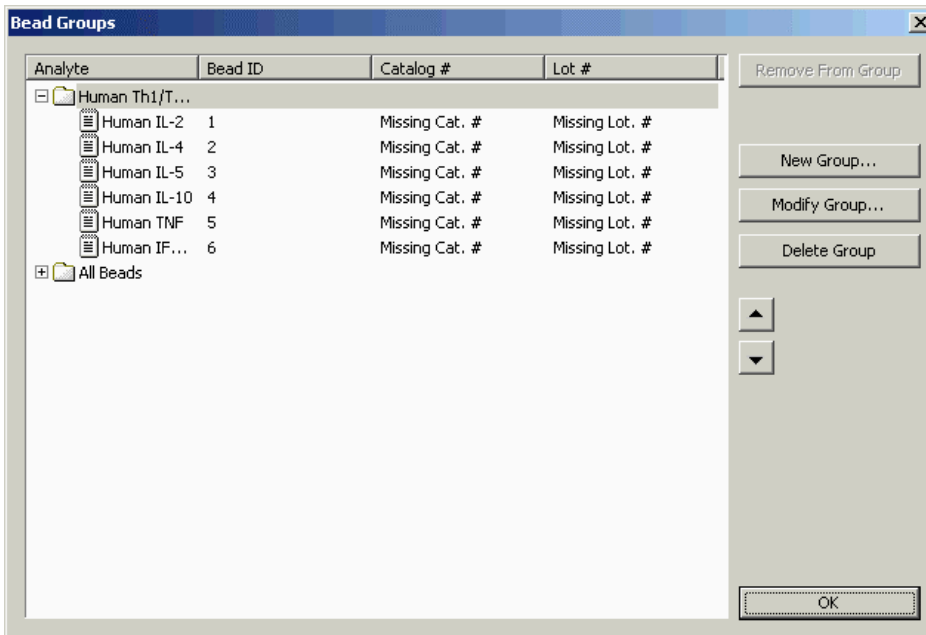 Bead Groups
Analyte Bead ID Catalog # Lot #
Human Th1/T...
Human IL-2 1 Missing Cat. # Missing Lot. #
Human IL-4 2 Missing Cat. # Missing Lot. #
Human IL-5 3 Missing Cat. # Missing Lot. #
Human IL-10 4 Missing Cat. # Missing Lot. #
Human TNF 5 Missing Cat. # Missing Lot. #
Human IF... 6 Missing Cat. # Missing Lot. #
All Beads
Remove From Group
New Group...
Modify Group...
Delete Group
OK